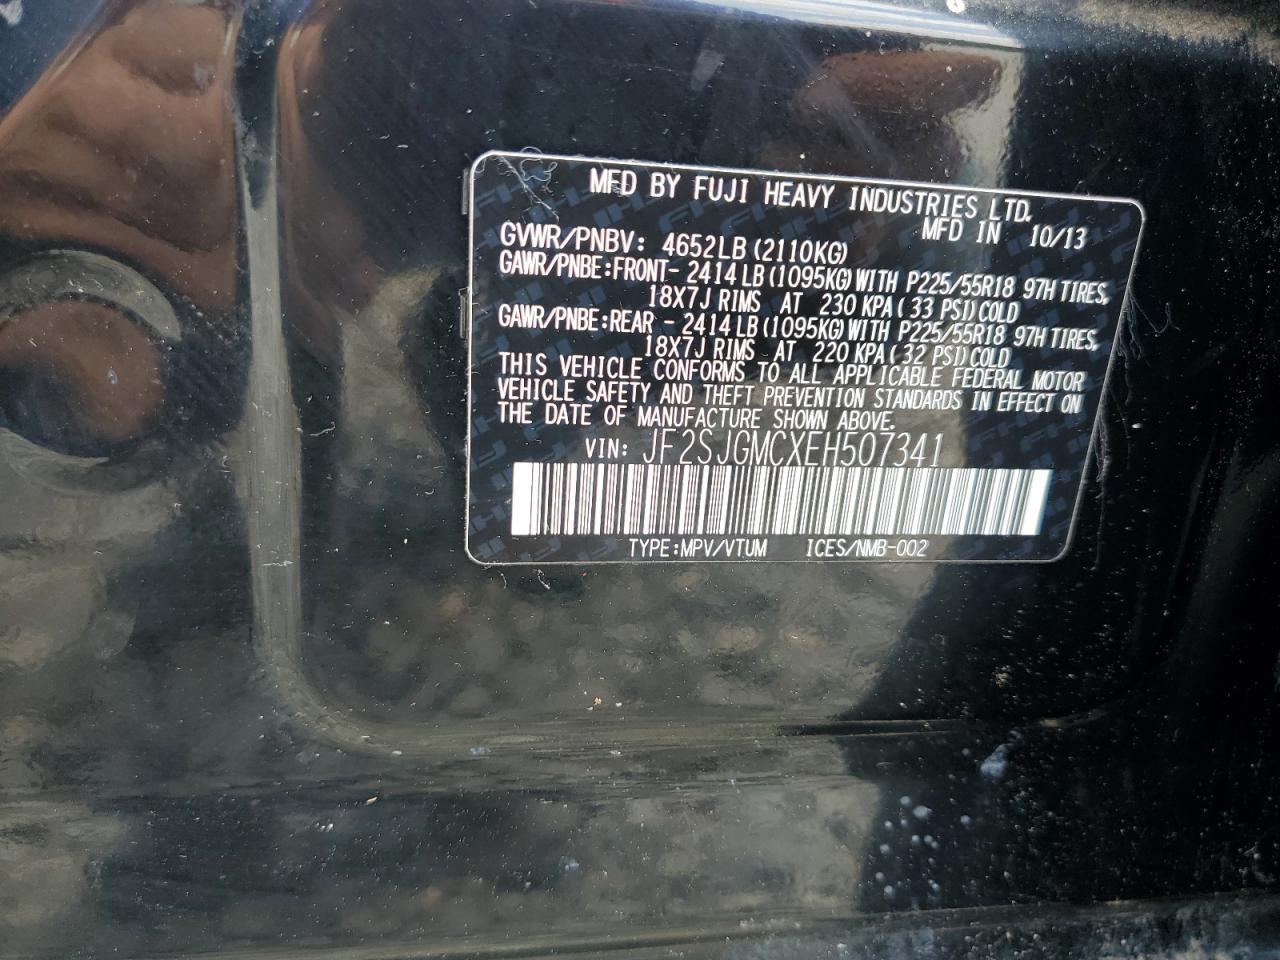 MFD BY FUJI HEAVY INDUSTRIES LTD.
MFD IN 10/13
GVWR/PNBV: 4652LB (2110KG)
GAWR/PNBE:FRONT- 2414LB (1095KG) WITH P225/55R18 97H TIRES,
18X7J RIMS AT 230 KPA (33 PSI) COLD
GAWR/PNBE:REAR - 2414LB (1095KG) WITH P225/55R18 97H TIRES,
18X7J RIMS AT 220 KPA (32 PSI) COLD
THIS VEHICLE CONFORMS TO ALL APPLICABLE FEDERAL MOTOR
VEHICLE SAFETY AND THEFT PREVENTION STANDARDS IN EFFECT ON
THE DATE OF MANUFACTURE SHOWN ABOVE.
VIN: JF2SJGMCXEH507341
TYPE:MPV/VTUM ICES/NMB-002